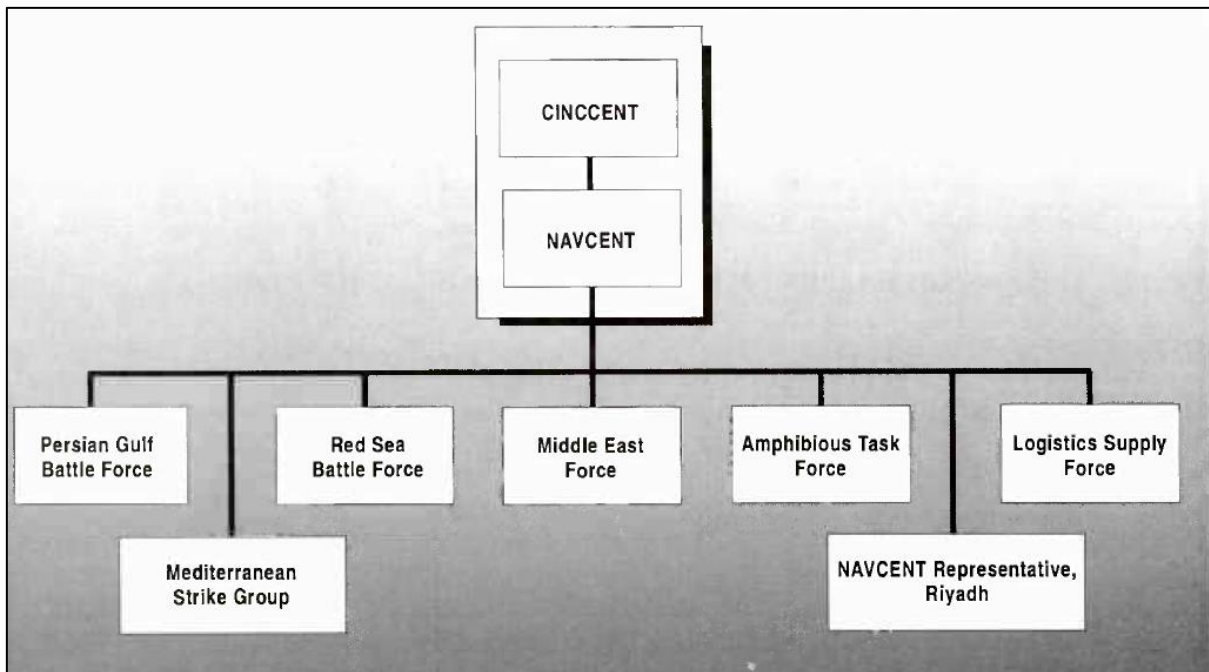 CINCCENT
NAVCENT
Persian Gulf
Battle Force
Red Sea
Battle Force
Middle East
Force
Amphibious Task
Force
Logistics Supply
Force
Mediterranean
Strike Group
NAVCENT Representative,
Riyadh